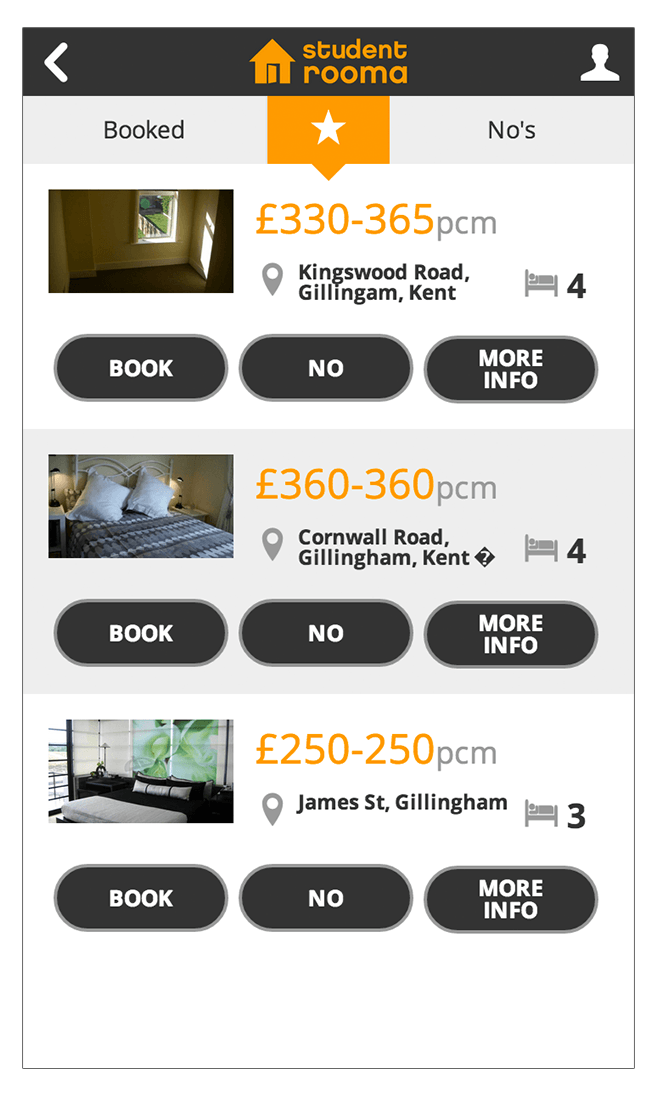 student
rooma
Booked
No's
£330-365pcm
Kingswood Road,
Gillingam, Kent
4
BOOK
NO
MORE
INFO
£360-360pcm
Cornwall Road,
Gillingham, Kent �
4
BOOK
NO
MORE
INFO
£250-250pcm
James St, Gillingham
3
BOOK
NO
MORE
INFO